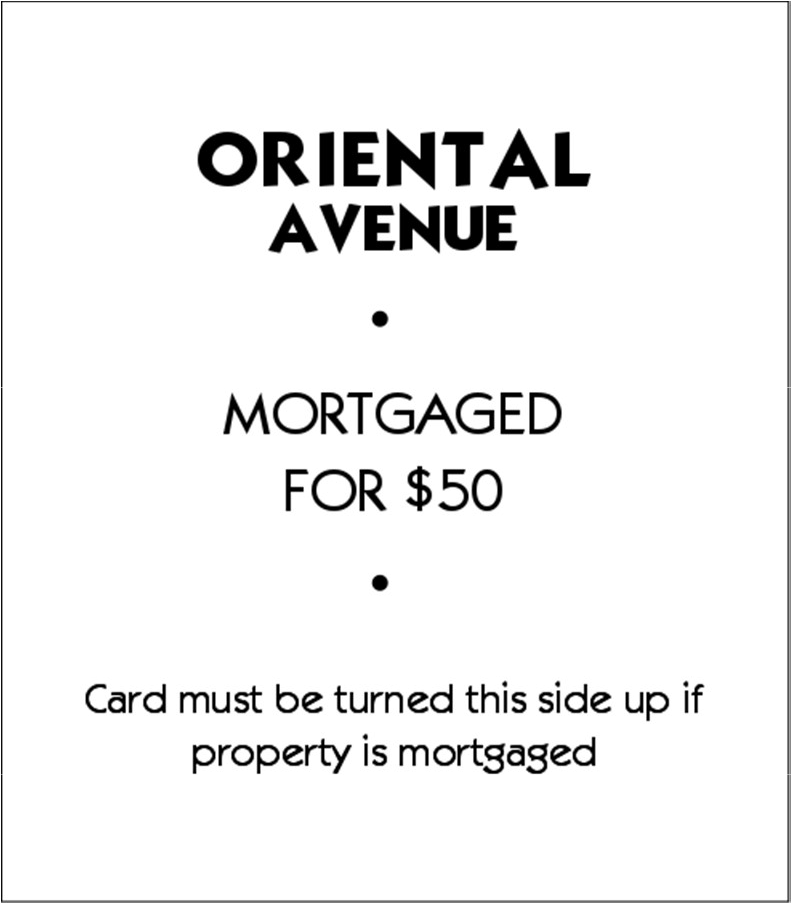 ORIENTAL
AVENUE
•
MORTGAGED
FOR $50
•
Card must be turned this side up if
property is mortgaged